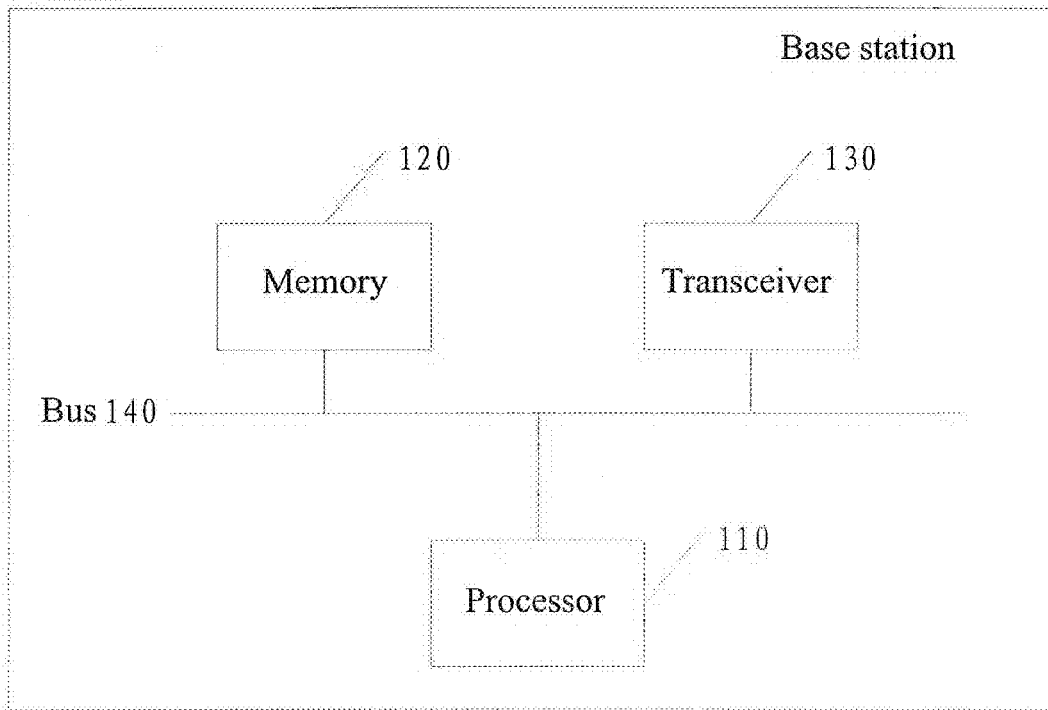 Base station
120
130
Memory
Transceiver
Bus 140
110
Processor